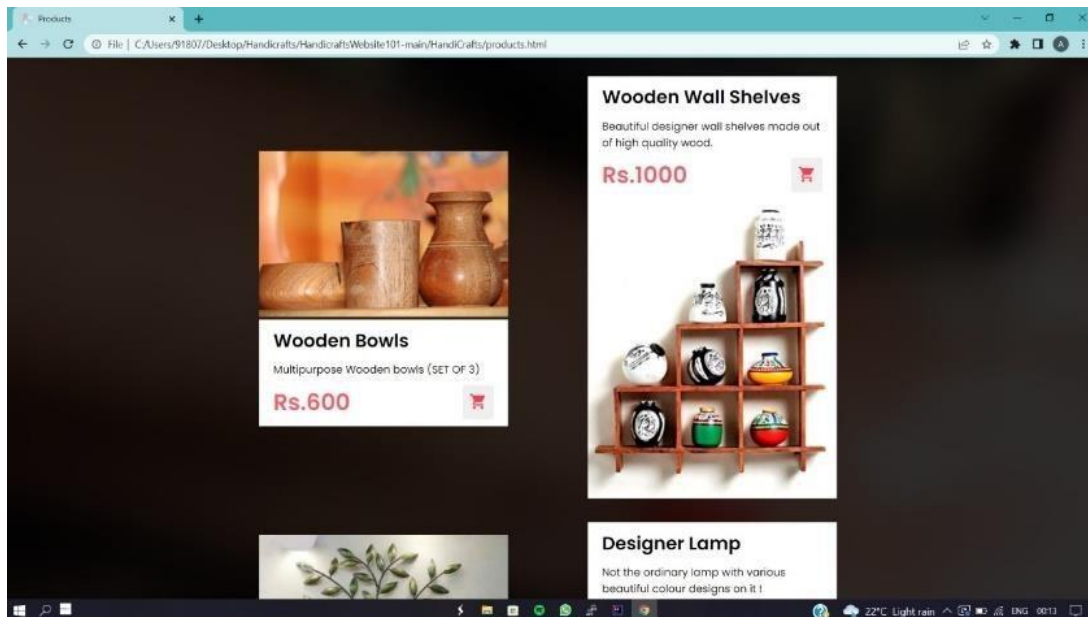 Products
File | C:/Users/91807/Desktop/Handicrafts/HandicraftsWebsite101-main/HandiCrafts/products.html
Wooden Wall Shelves
Beautiful designer wall shelves made out
of high quality wood.
Rs.1000
Wooden Bowls
Multipurpose Wooden bowls (SET OF 3)
Rs.600
Designer Lamp
Not the ordinary lamp with various
beautiful colour designs on it !
22°C Light rain
ENG
00:13